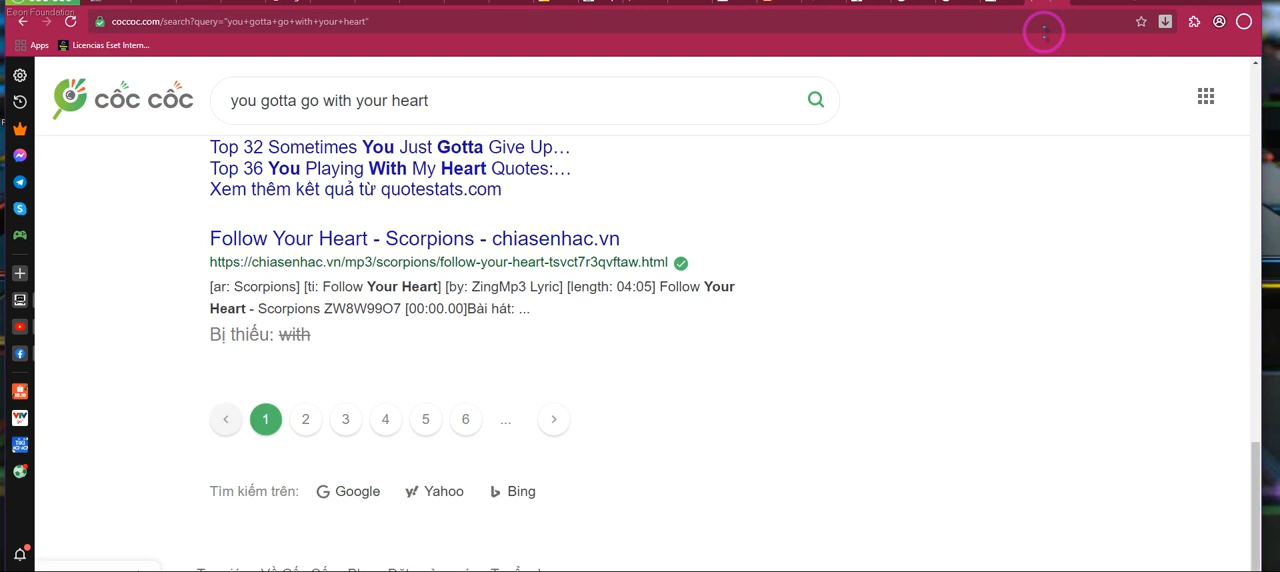 Eeon Foundation
coccoc.com/search?query="you+gotta+go+with+your+heart"
Apps
Licencias Eset Intern...
CỐC CỐC
you gotta go with your heart
Top 32 Sometimes You Just Gotta Give Up…
Top 36 You Playing With My Heart Quotes:…
Xem thêm kết quả từ quotestats.com
Follow Your Heart - Scorpions - chiasenhac.vn
https://chiasenhac.vn/mp3/scorpions/follow-your-heart-tsvct7r3qvftaw.html
[ar: Scorpions] [ti: Follow Your Heart] [by: ZingMp3 Lyric] [length: 04:05] Follow Your
Heart - Scorpions ZW8W99O7 [00:00.00]Bài hát: ...
Bị thiếu: with
1 2 3 4 5 6 ...
Tìm kiếm trên: Google Yahoo Bing